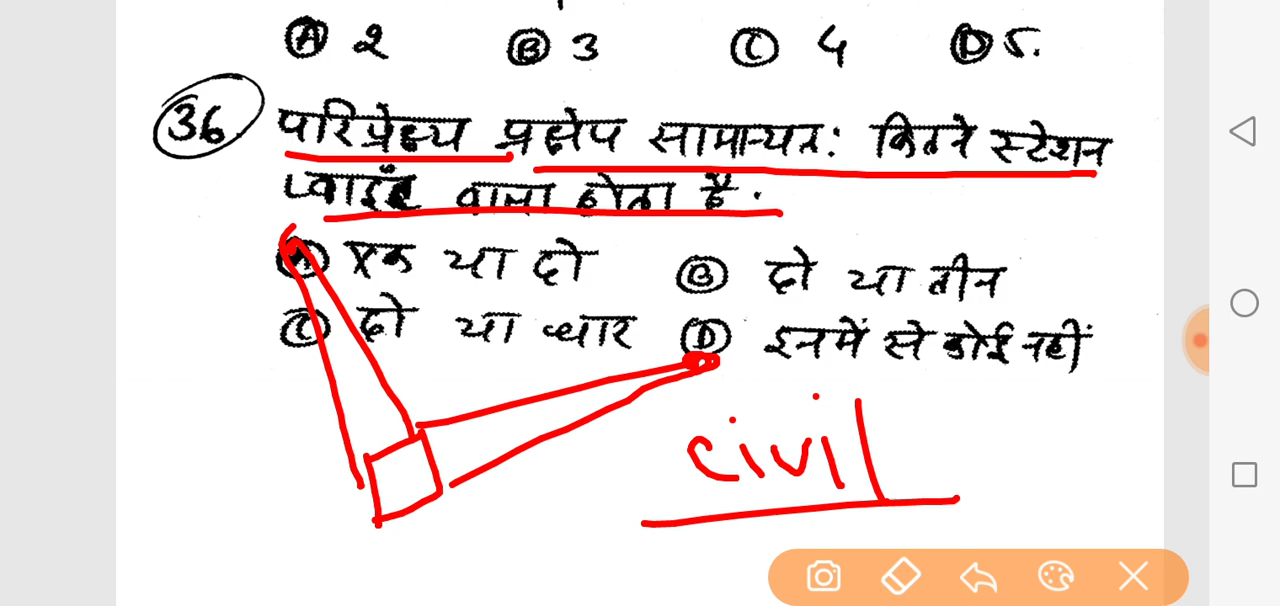 Ⓐ 2 Ⓑ 3 Ⓒ 4 Ⓓ 5.
36 परिप्रेक्ष्य प्रक्षेप सामान्यत: कितने स्टेशन
प्वाइंट वाला होता है.
Ⓐ एक या दो Ⓑ दो या तीन
Ⓒ दो या चार Ⓓ इनमें से कोई नहीं
civil